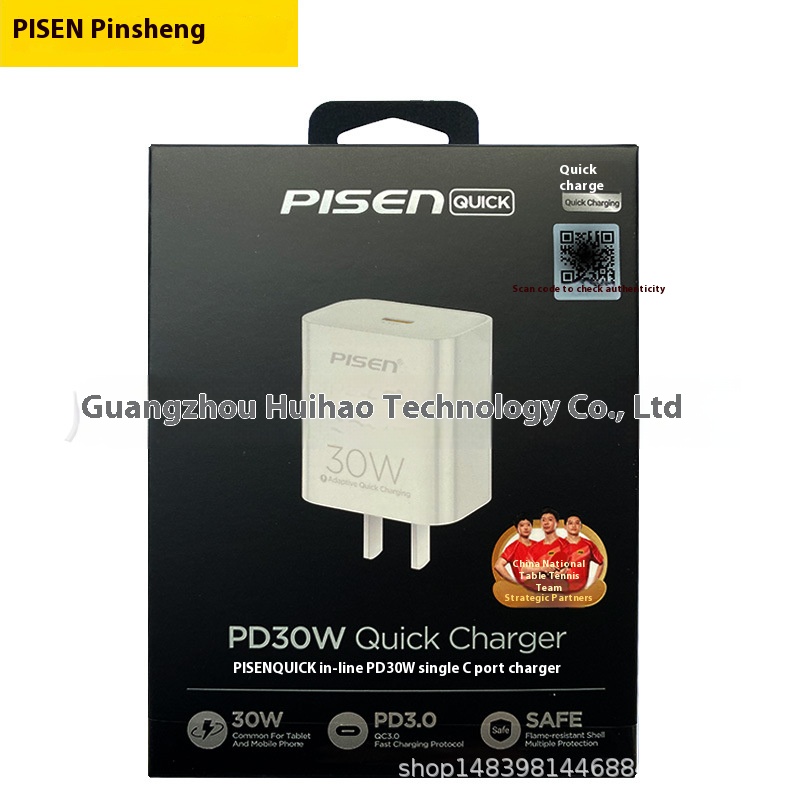 PISEN Pinsheng
Quick
charge
PISEN QUICK
Quick Charging
Scan code to check authenticity
PISEN®
Guangzhou Huihao Technology Co., Ltd
30W
Adaptive Quick Charging
China National
Table Tennis
Team
Strategic Partners
PD30W Quick Charger
PISENQUICK in-line PD30W single C port charger
30W
Common For Tablet
And Mobile Phone
PD3.0
QC3.0
Fast Charging Protocol
Safe
SAFE
Flame-resistant Shell
Multiple Protection
shop148398144688